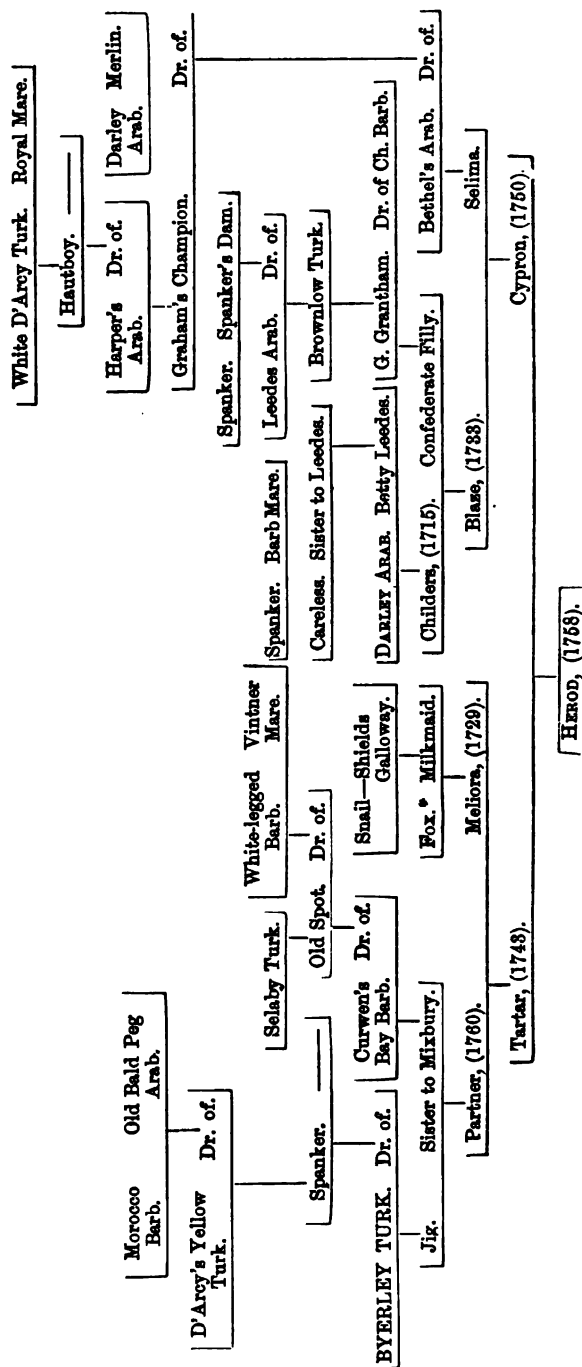 White D'Arcy Turk. Royal Mare.
Hautboy. ——
Morocco Barb. Old Bald Peg Arab. Harper's Arab. Dr. of. Darley Arab. Merlin.
D'Arcy's Yellow Turk. Dr. of. Graham's Champion. Dr. of.
Spanker. Spanker's Dam.
Selaby Turk. White-legged Barb. Vintner Mare. Spanker. Barb Mare. Leedes Arab. Dr. of.
Spanker. —— Old Spot. Dr. of. Careless. Sister to Leedes. Brownlow Turk.
BYERLEY TURK. Dr. of. Curwen's Bay Barb. Dr. of. Snail—Shields Galloway. DARLEY ARAB. Betty Leedes. G. Grantham. Dr. of Ch. Barb.
Jig. Sister to Mixbury. Fox.* Milkmaid. Childers, (1715). Confederate Filly. Bethel's Arab. Dr. of.
Partner, (1760). Meliora, (1729). Blaze, (1733). Selima.
Tartar, (1743). Cypron, (1750).
HEROD, (1758).